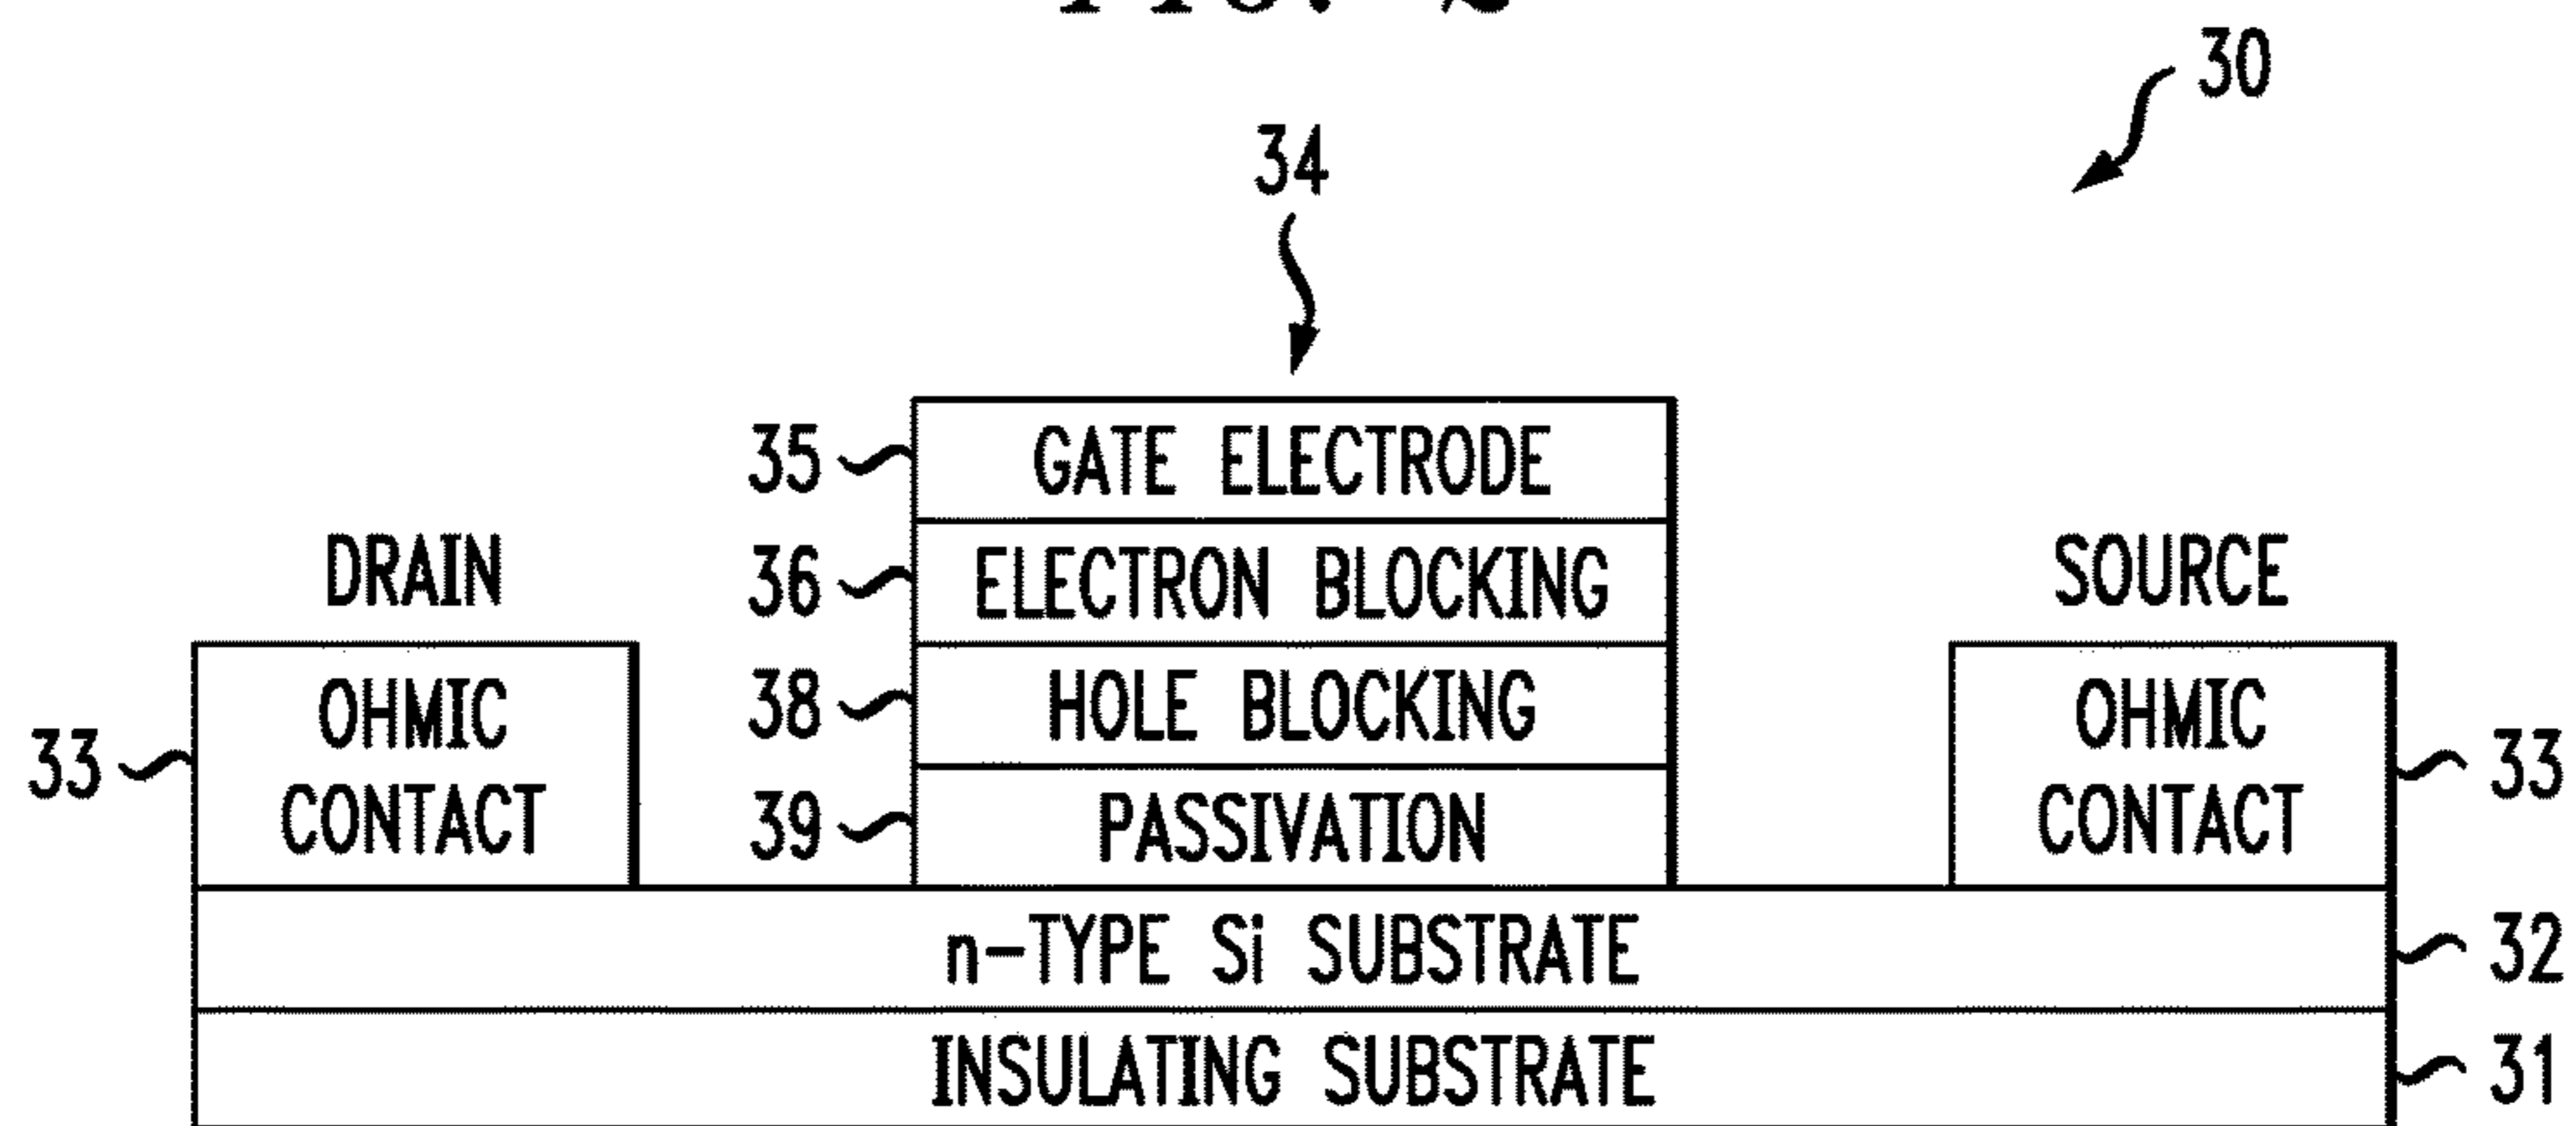 30
34
35 GATE ELECTRODE
DRAIN
36 ELECTRON BLOCKING
SOURCE
33 OHMIC CONTACT
38 HOLE BLOCKING
OHMIC CONTACT 33
39 PASSIVATION
n-TYPE Si SUBSTRATE 32
INSULATING SUBSTRATE 31